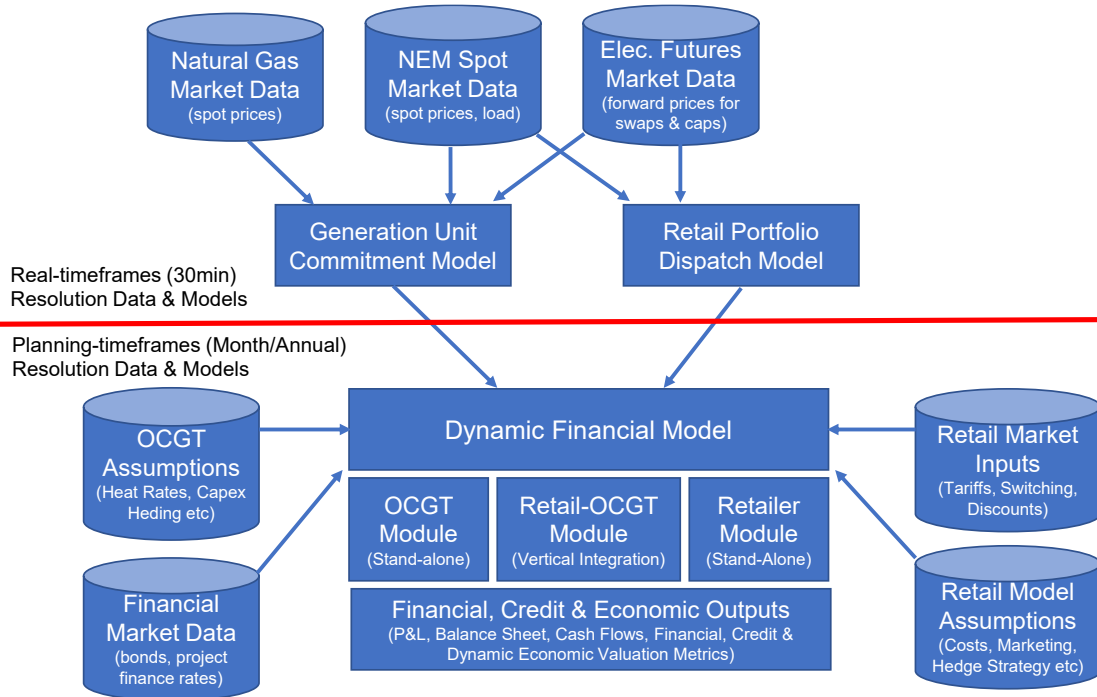 Natural Gas
Market Data
(spot prices)
NEM Spot
Market Data
(spot prices, load)
Elec. Futures
Market Data
(forward prices for
swaps & caps)
Generation Unit
Commitment Model
Retail Portfolio
Dispatch Model
Real-timeframes (30min)
Resolution Data & Models
Planning-timeframes (Month/Annual)
Resolution Data & Models
OCGT
Assumptions
(Heat Rates, Capex
Heding etc)
Dynamic Financial Model
Retail Market
Inputs
(Tariffs, Switching,
Discounts)
OCGT
Module
(Stand-alone)
Retail-OCGT
Module
(Vertical Integration)
Retailer
Module
(Stand-Alone)
Financial
Market Data
(bonds, project
finance rates)
Financial, Credit & Economic Outputs
(P&L, Balance Sheet, Cash Flows, Financial, Credit &
Dynamic Economic Valuation Metrics)
Retail Model
Assumptions
(Costs, Marketing,
Hedge Strategy etc)